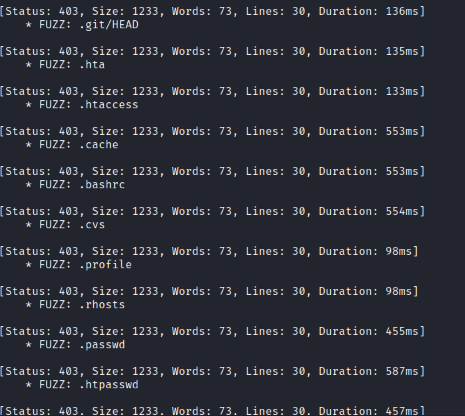 [Status: 403, Size: 1233, Words: 73, Lines: 30, Duration: 136ms]
* FUZZ: .git/HEAD
[Status: 403, Size: 1233, Words: 73, Lines: 30, Duration: 135ms]
* FUZZ: .hta
[Status: 403, Size: 1233, Words: 73, Lines: 30, Duration: 133ms]
* FUZZ: .htaccess
[Status: 403, Size: 1233, Words: 73, Lines: 30, Duration: 553ms]
* FUZZ: .cache
[Status: 403, Size: 1233, Words: 73, Lines: 30, Duration: 553ms]
* FUZZ: .bashrc
[Status: 403, Size: 1233, Words: 73, Lines: 30, Duration: 554ms]
* FUZZ: .cvs
[Status: 403, Size: 1233, Words: 73, Lines: 30, Duration: 98ms]
* FUZZ: .profile
[Status: 403, Size: 1233, Words: 73, Lines: 30, Duration: 98ms]
* FUZZ: .rhosts
[Status: 403, Size: 1233, Words: 73, Lines: 30, Duration: 455ms]
* FUZZ: .passwd
[Status: 403, Size: 1233, Words: 73, Lines: 30, Duration: 587ms]
* FUZZ: .htpasswd
[Status: 403, Size: 1233, Words: 73, Lines: 30, Duration: 457ms]